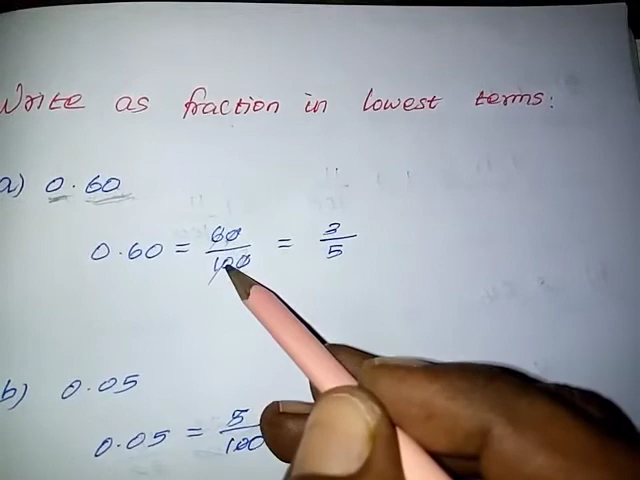 Write as fraction in lowest terms:
a) 0.60
0.60 = 60/100 = 3/5
b) 0.05
0.05 = 5/100